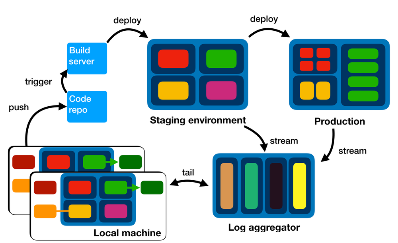 deploy
deploy
Build
server
trigger
Code
repo
push
Staging environment
Production
stream
stream
tail
Local machine
Log aggregator